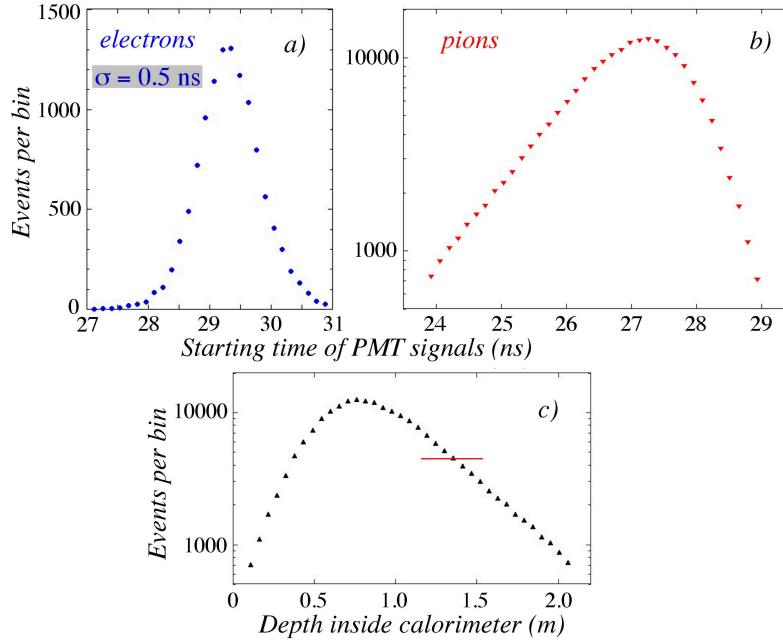 electrons
a)
σ = 0.5 ns
Events per bin
1500
1000
500
0
27 28 29 30 31
pions
b)
10000
1000
24 25 26 27 28 29
Starting time of PMT signals (ns)
c)
Events per bin
10000
1000
0 0.5 1.0 1.5 2.0
Depth inside calorimeter (m)